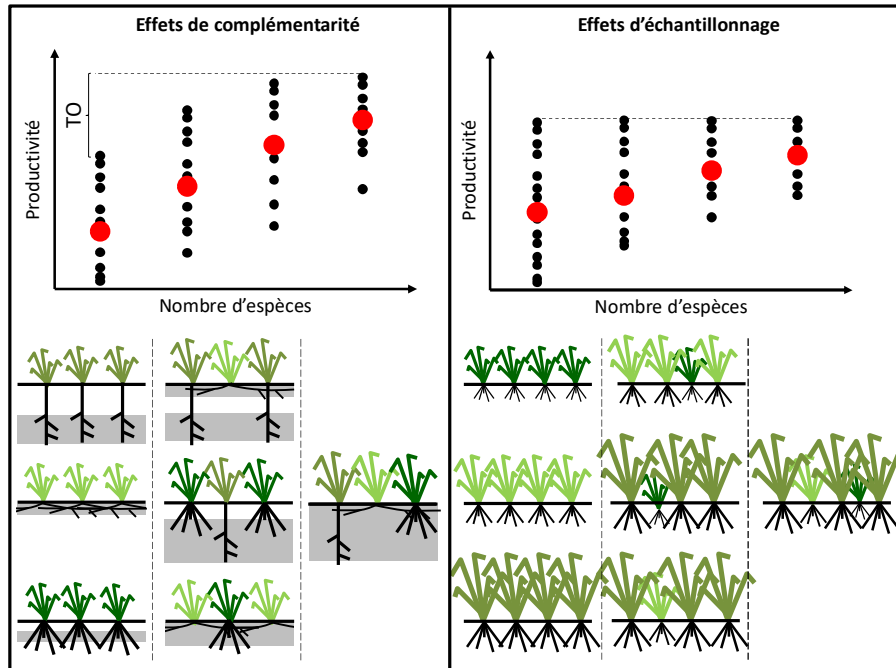 Effets de complémentarité
TO
Productivité
Nombre d'espèces
Effets d'échantillonnage
Productivité
Nombre d'espèces